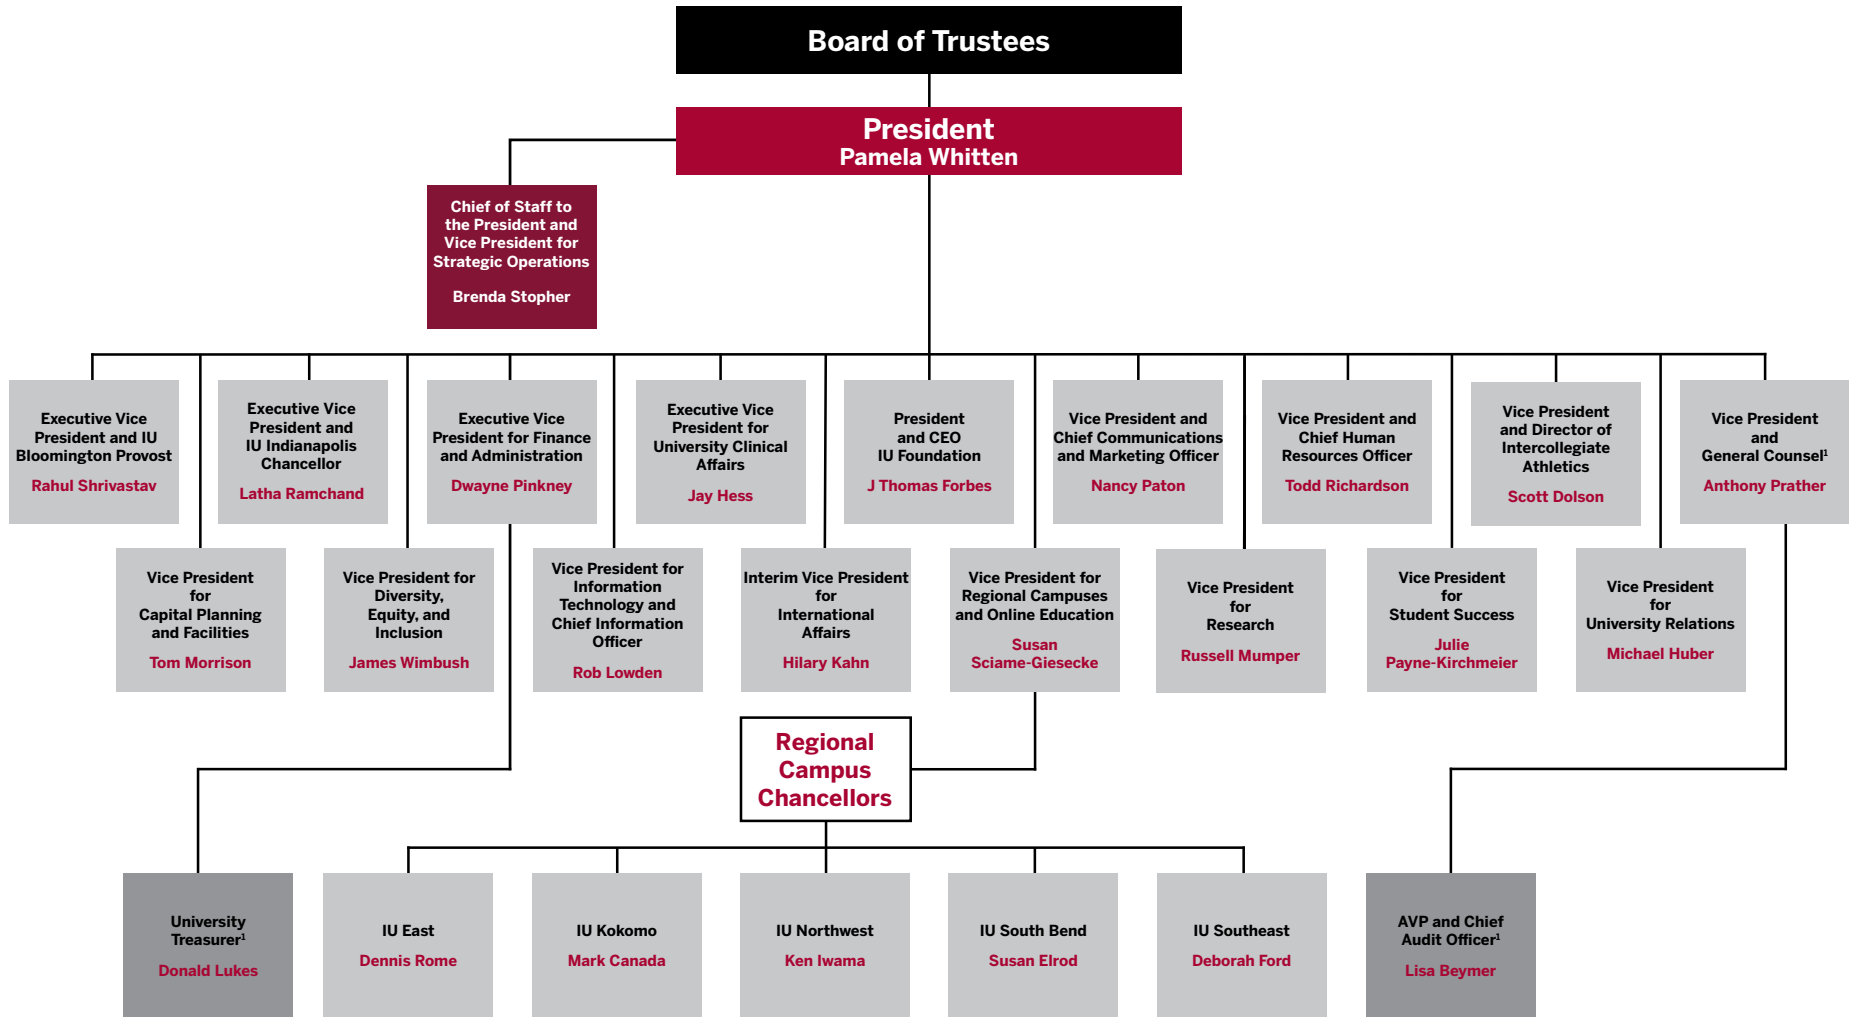 Board of Trustees
President
Pamela Whitten
Chief of Staff to
the President and
Vice President for
Strategic Operations
Brenda Stopher
Executive Vice
President and IU
Bloomington Provost
Rahul Shrivastav
Executive Vice
President and
IU Indianapolis
Chancellor
Latha Ramchand
Executive Vice
President for Finance
and Administration
Dwayne Pinkney
Executive Vice
President for
University Clinical
Affairs
Jay Hess
President
and CEO
IU Foundation
J Thomas Forbes
Vice President and
Chief Communications
and Marketing Officer
Nancy Paton
Vice President and
Chief Human
Resources Officer
Todd Richardson
Vice President
and Director of
Intercollegiate
Athletics
Scott Dolson
Vice President
and
General Counsel¹
Anthony Prather
Vice President
for
Capital Planning
and Facilities
Tom Morrison
Vice President for
Diversity,
Equity, and
Inclusion
James Wimbush
Vice President for
Information
Technology and
Chief Information
Officer
Rob Lowden
Interim Vice President
for
International
Affairs
Hilary Kahn
Vice President for
Regional Campuses
and Online Education
Susan
Sciame-Giesecke
Vice President
for
Research
Russell Mumper
Vice President
for
Student Success
Julie
Payne-Kirchmeier
Vice President
for
University Relations
Michael Huber
Regional
Campus
Chancellors
University
Treasurer¹
Donald Lukes
IU East
Dennis Rome
IU Kokomo
Mark Canada
IU Northwest
Ken Iwama
IU South Bend
Susan Elrod
IU Southeast
Deborah Ford
AVP and Chief
Audit Officer¹
Lisa Beymer